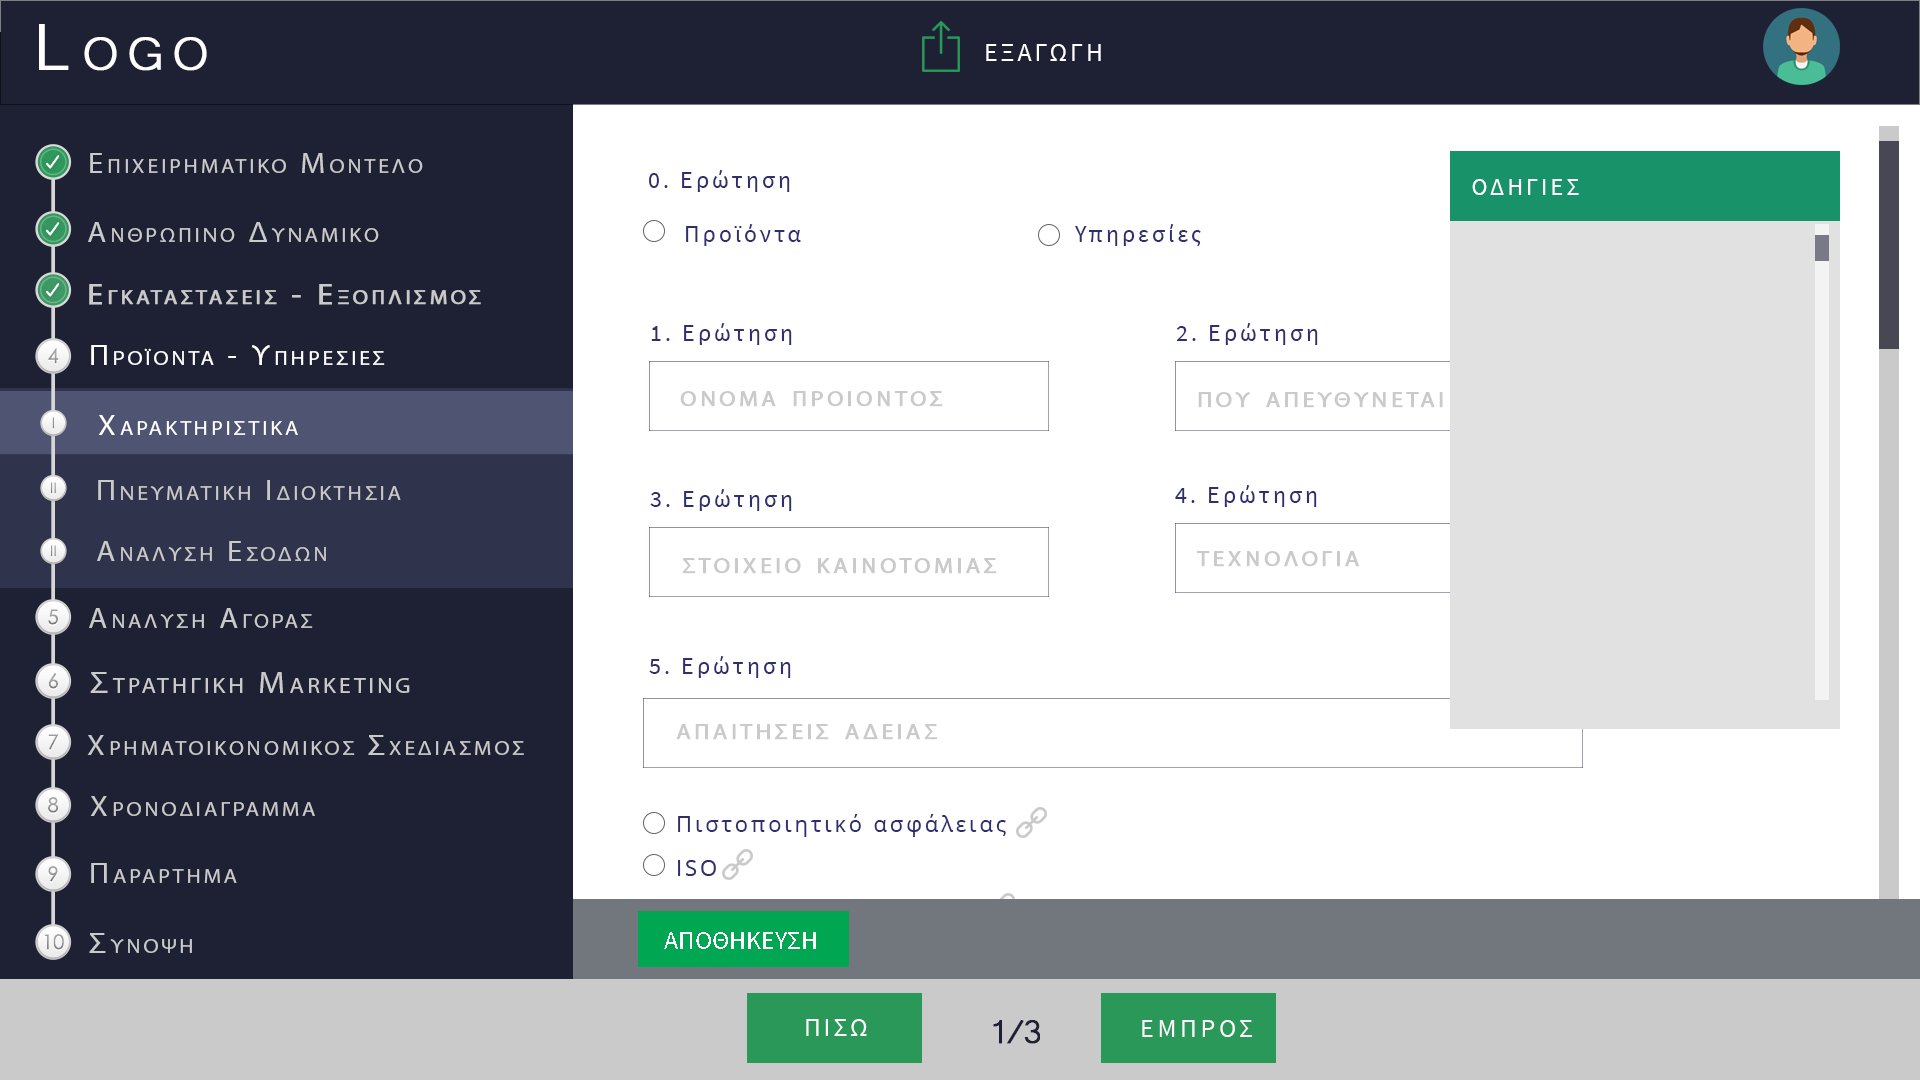 Logo
ΕΞΑΓΩΓΗ
Επιχειρηματικο Μοντελο
Ανθρωπινο Δυναμικο
Εγκαταστασεις - Εξοπλισμος
4 Προϊοντα - Υπηρεσιες
I Χαρακτηριστικα
II Πνευματικη Ιδιοκτησια
II Αναλυση Εσοδων
5 Αναλυση Αγορας
6 Στρατηγικη Marketing
7 Χρηματοικονομικος Σχεδιασμος
8 Χρονοδιαγραμμα
9 Παραρτημα
10 Συνοψη
0. Ερώτηση
Προϊόντα
Υπηρεσίες
1. Ερώτηση
ΟΝΟΜΑ ΠΡΟΙΟΝΤΟΣ
2. Ερώτηση
ΠΟΥ ΑΠΕΥΘΥΝΕΤΑΙ
3. Ερώτηση
ΣΤΟΙΧΕΙΟ ΚΑΙΝΟΤΟΜΙΑΣ
4. Ερώτηση
ΤΕΧΝΟΛΟΓΙΑ
5. Ερώτηση
ΑΠΑΙΤΗΣΕΙΣ ΑΔΕΙΑΣ
Πιστοποιητικό ασφάλειας
ISO
ΟΔΗΓΙΕΣ
ΑΠΟΘΗΚΕΥΣΗ
ΠΙΣΩ
1/3
ΕΜΠΡΟΣ